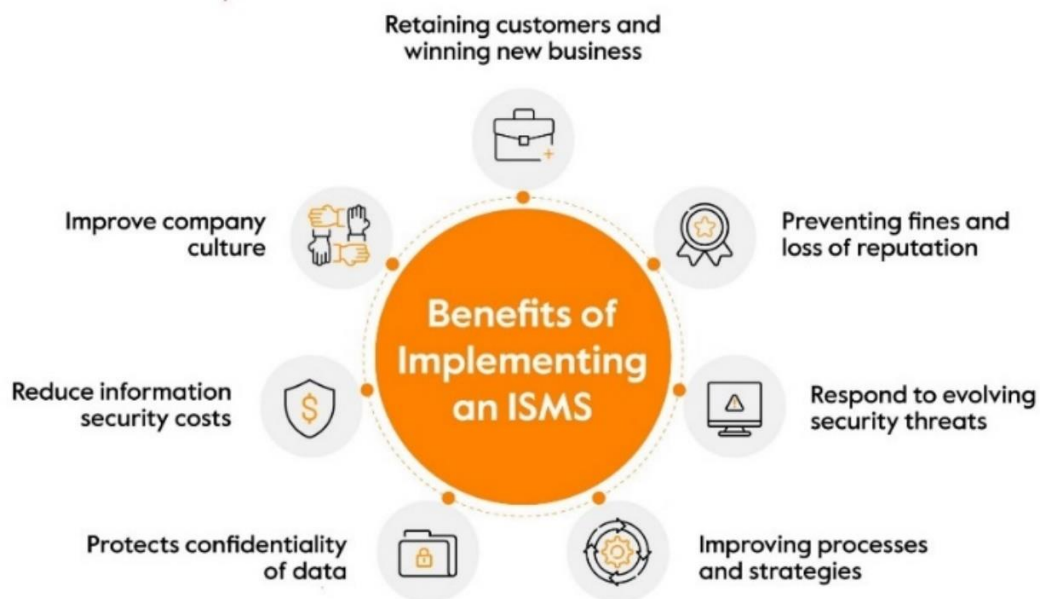 Retaining customers and
winning new business
Improve company
culture
Preventing fines and
loss of reputation
Benefits of
Implementing
an ISMS
Reduce information
security costs
$
Respond to evolving
security threats
Protects confidentiality
of data
Improving processes
and strategies